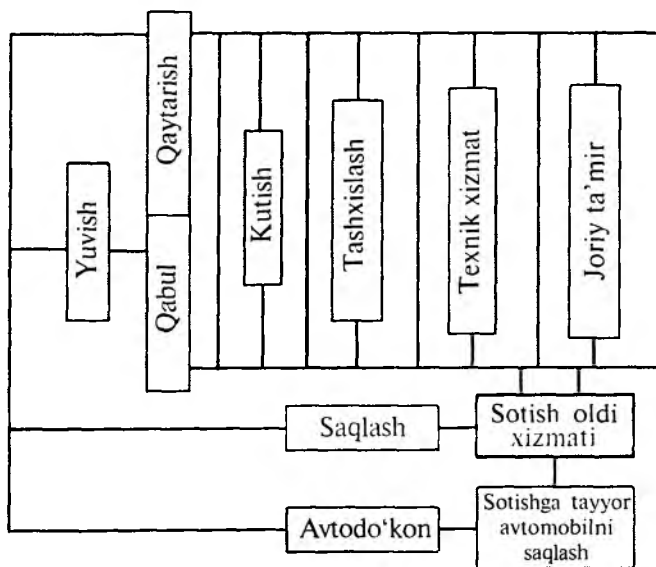 Yuvish
Qaytarish
Qabul
Kutish
Tashxislash
Texnik xizmat
Joriy ta’mir
Saqlash
Sotish oldi
xizmati
Avtodo‘kon
Sotishga tayyor
avtomobilni
saqlash